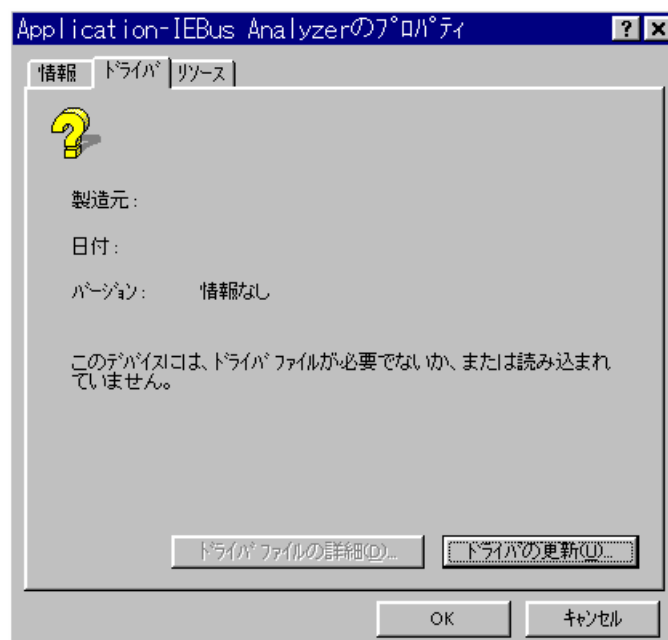 Application-IEBus Analyzerのﾌﾟﾛﾊﾟﾃｨ
情報 ﾄﾞﾗｲﾊﾞ ﾘｿｰｽ
製造元:
日付:
ﾊﾞｰｼﾞｮﾝ: 情報なし
このﾃﾞﾊﾞｲｽには、ﾄﾞﾗｲﾊﾞ ﾌｧｲﾙが必要でないか、または読み込まれ
ていません。
ﾄﾞﾗｲﾊﾞ ﾌｧｲﾙの詳細(D)... ﾄﾞﾗｲﾊﾞの更新(U)...
OK ｷｬﾝｾﾙ